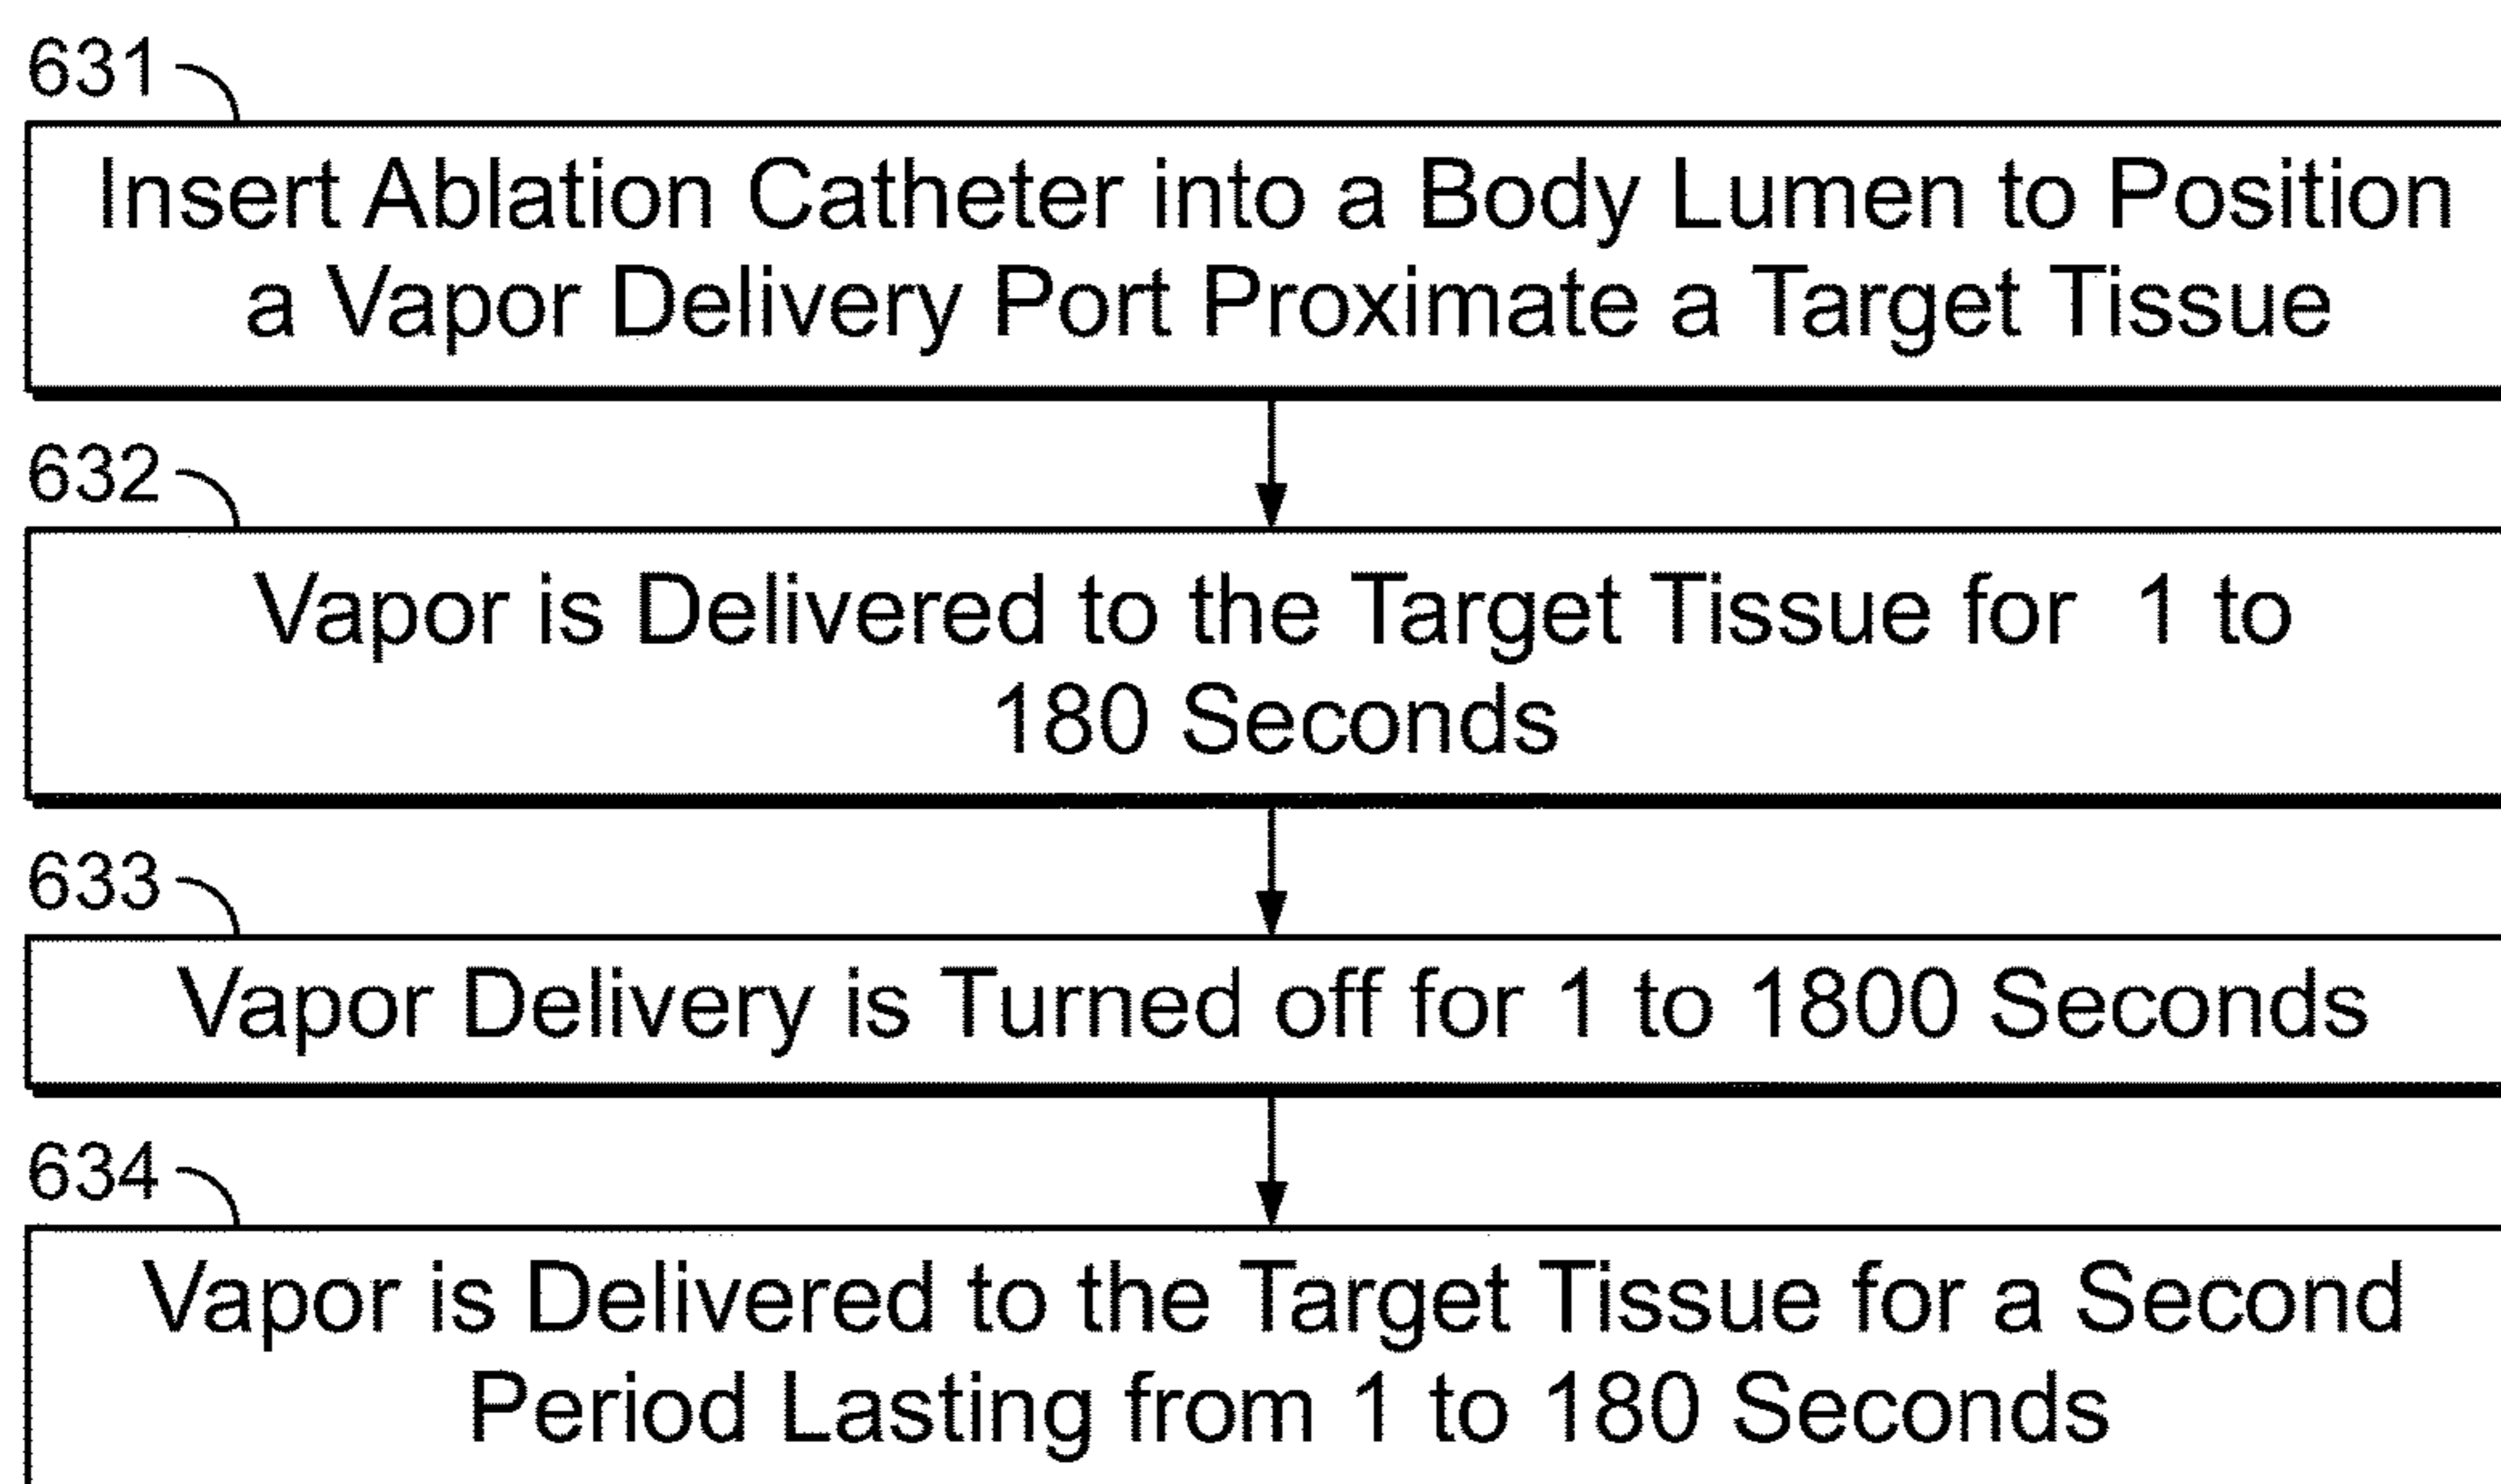 631
Insert Ablation Catheter into a Body Lumen to Position
a Vapor Delivery Port Proximate a Target Tissue
632
Vapor is Delivered to the Target Tissue for 1 to
180 Seconds
633
Vapor Delivery is Turned off for 1 to 1800 Seconds
634
Vapor is Delivered to the Target Tissue for a Second
Period Lasting from 1 to 180 Seconds